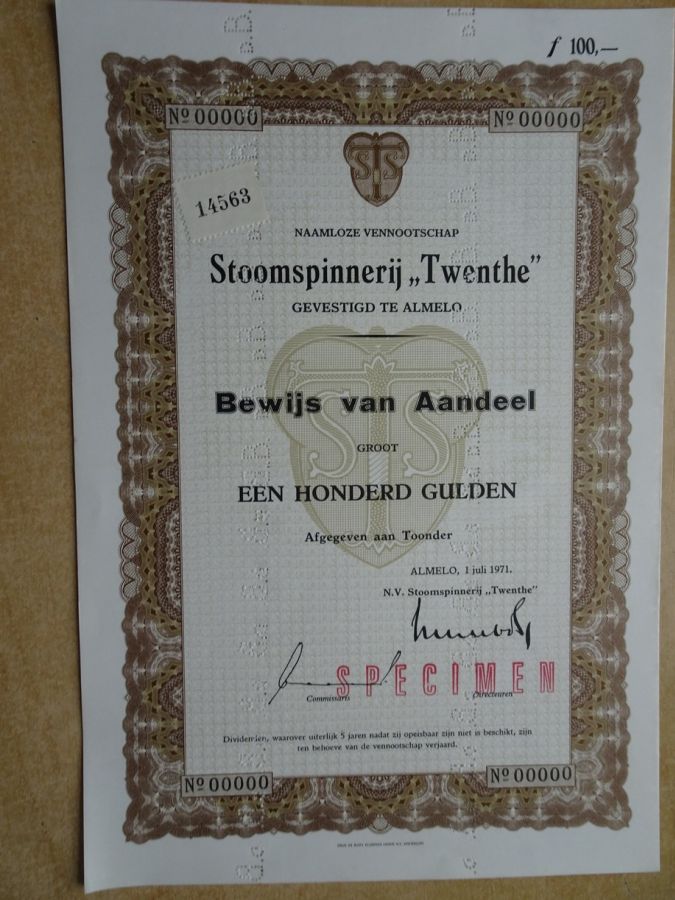 f 100,—
Nº 00000
Nº 00000
STS
14563
NAAMLOZE VENNOOTSCHAP
Stoomspinnerij „Twenthe”
GEVESTIGD TE ALMELO
Bewijs van Aandeel
GROOT
EEN HONDERD GULDEN
Afgegeven aan Toonder
ALMELO, 1 juli 1971.
N.V. Stoomspinnerij „Twenthe”
SPECIMEN
Commissaris
Directeuren
Dividenden, waarover uiterlijk 5 jaren nadat zij opeisbaar zijn niet is beschikt, zijn
ten behoeve van de vennootschap verjaard.
Nº 00000
Nº 00000